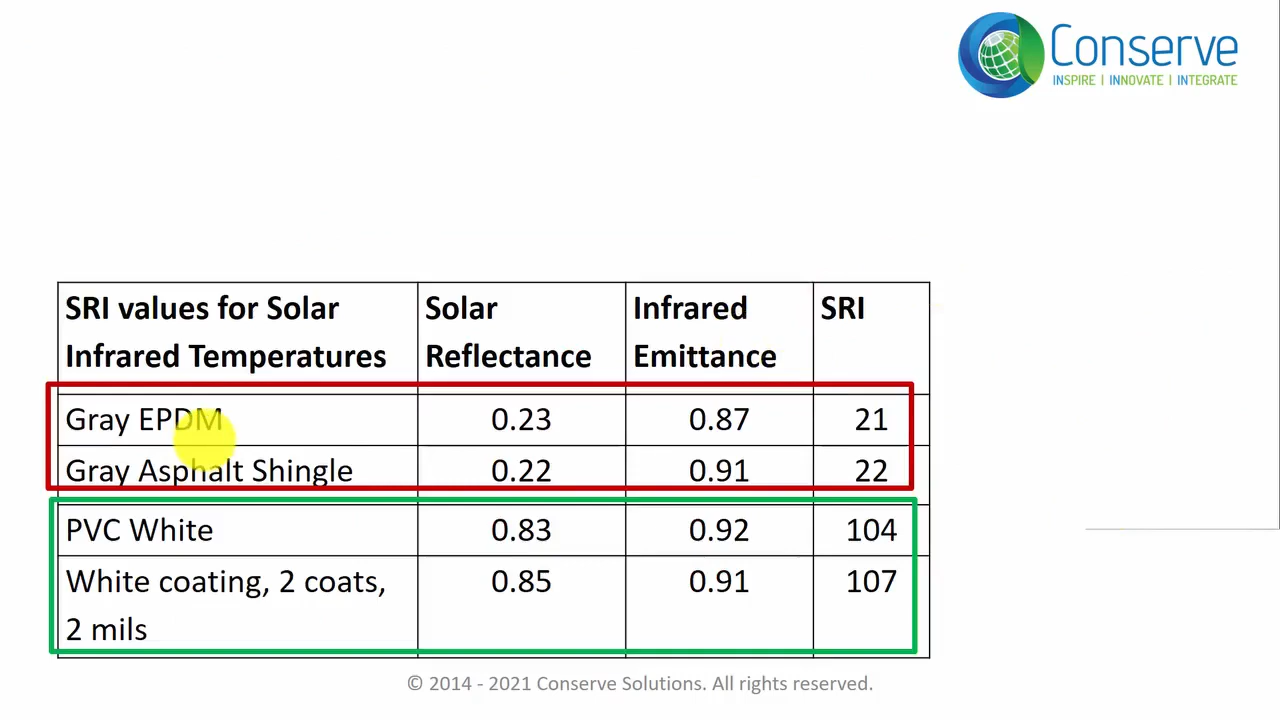 Conserve
INSPIRE | INNOVATE | INTEGRATE
SRI values for Solar Infrared Temperatures | Solar Reflectance | Infrared Emittance | SRI
Gray EPDM | 0.23 | 0.87 | 21
Gray Asphalt Shingle | 0.22 | 0.91 | 22
PVC White | 0.83 | 0.92 | 104
White coating, 2 coats, 2 mils | 0.85 | 0.91 | 107
© 2014 - 2021 Conserve Solutions. All rights reserved.